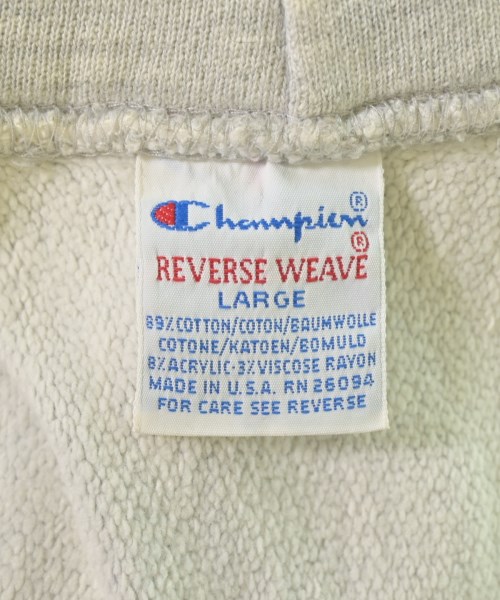 Champion®
REVERSE WEAVE®
LARGE
89% COTTON/COTON/BAUMWOLLE
COTONE/KATOEN/BOMULD
8% ACRYLIC·3% VISCOSE RAYON
MADE IN U.S.A. RN 26094
FOR CARE SEE REVERSE